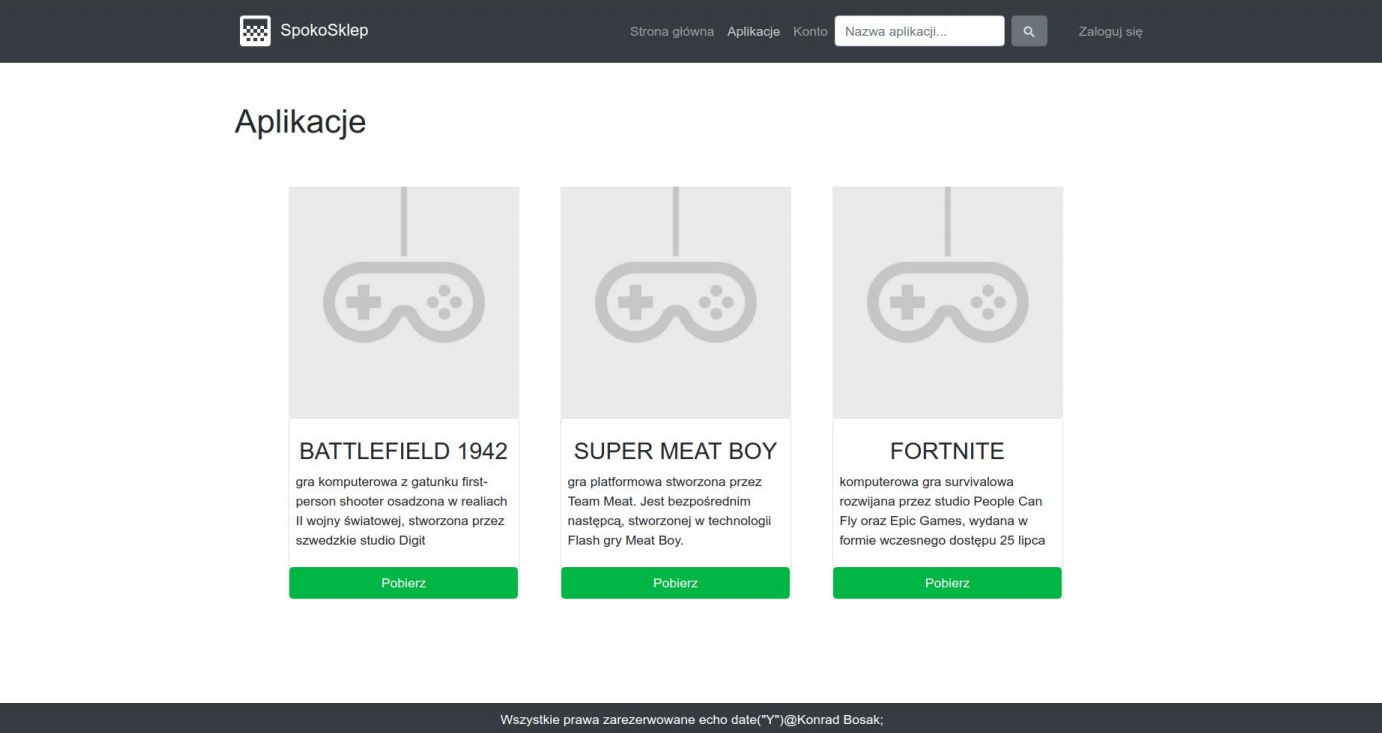 SpokoSklep
Strona główna Aplikacje Konto Nazwa aplikacji... Zaloguj się
Aplikacje
BATTLEFIELD 1942
gra komputerowa z gatunku first-
person shooter osadzona w realiach
II wojny światowej, stworzona przez
szwedzkie studio Digit
Pobierz
SUPER MEAT BOY
gra platformowa stworzona przez
Team Meat. Jest bezpośrednim
następcą, stworzonej w technologii
Flash gry Meat Boy.
Pobierz
FORTNITE
komputerowa gra survivalowa
rozwijana przez studio People Can
Fly oraz Epic Games, wydana w
formie wczesnego dostępu 25 lipca
Pobierz
Wszystkie prawa zarezerwowane echo date("Y")@Konrad Bosak;